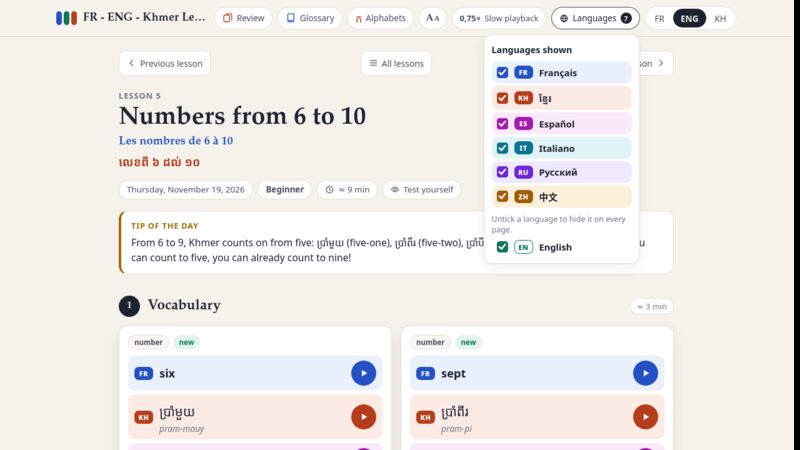 FR - ENG - Khmer Le...
Review
Glossary
Alphabets
AA
0,75× Slow playback
Languages 7
FR ENG KH
Previous lesson
All lessons
Languages shown
FR Français
KH ខ្មែរ
ES Español
IT Italiano
RU Русский
ZH 中文
Untick a language to hide it on every
page.
EN English
LESSON 5
Numbers from 6 to 10
Les nombres de 6 à 10
លេខពី ៦ ដល់ ១០
Thursday, November 19, 2026
Beginner
≈ 9 min
Test yourself
TIP OF THE DAY
From 6 to 9, Khmer counts on from five: ប្រាំមួយ (five-one), ប្រាំពីរ (five-two),
can count to five, you can already count to nine!
1 Vocabulary
≈ 3 min
number new
FR six
KH ប្រាំមួយ
pram-mouy
number new
FR sept
KH ប្រាំពីរ
pram-pi